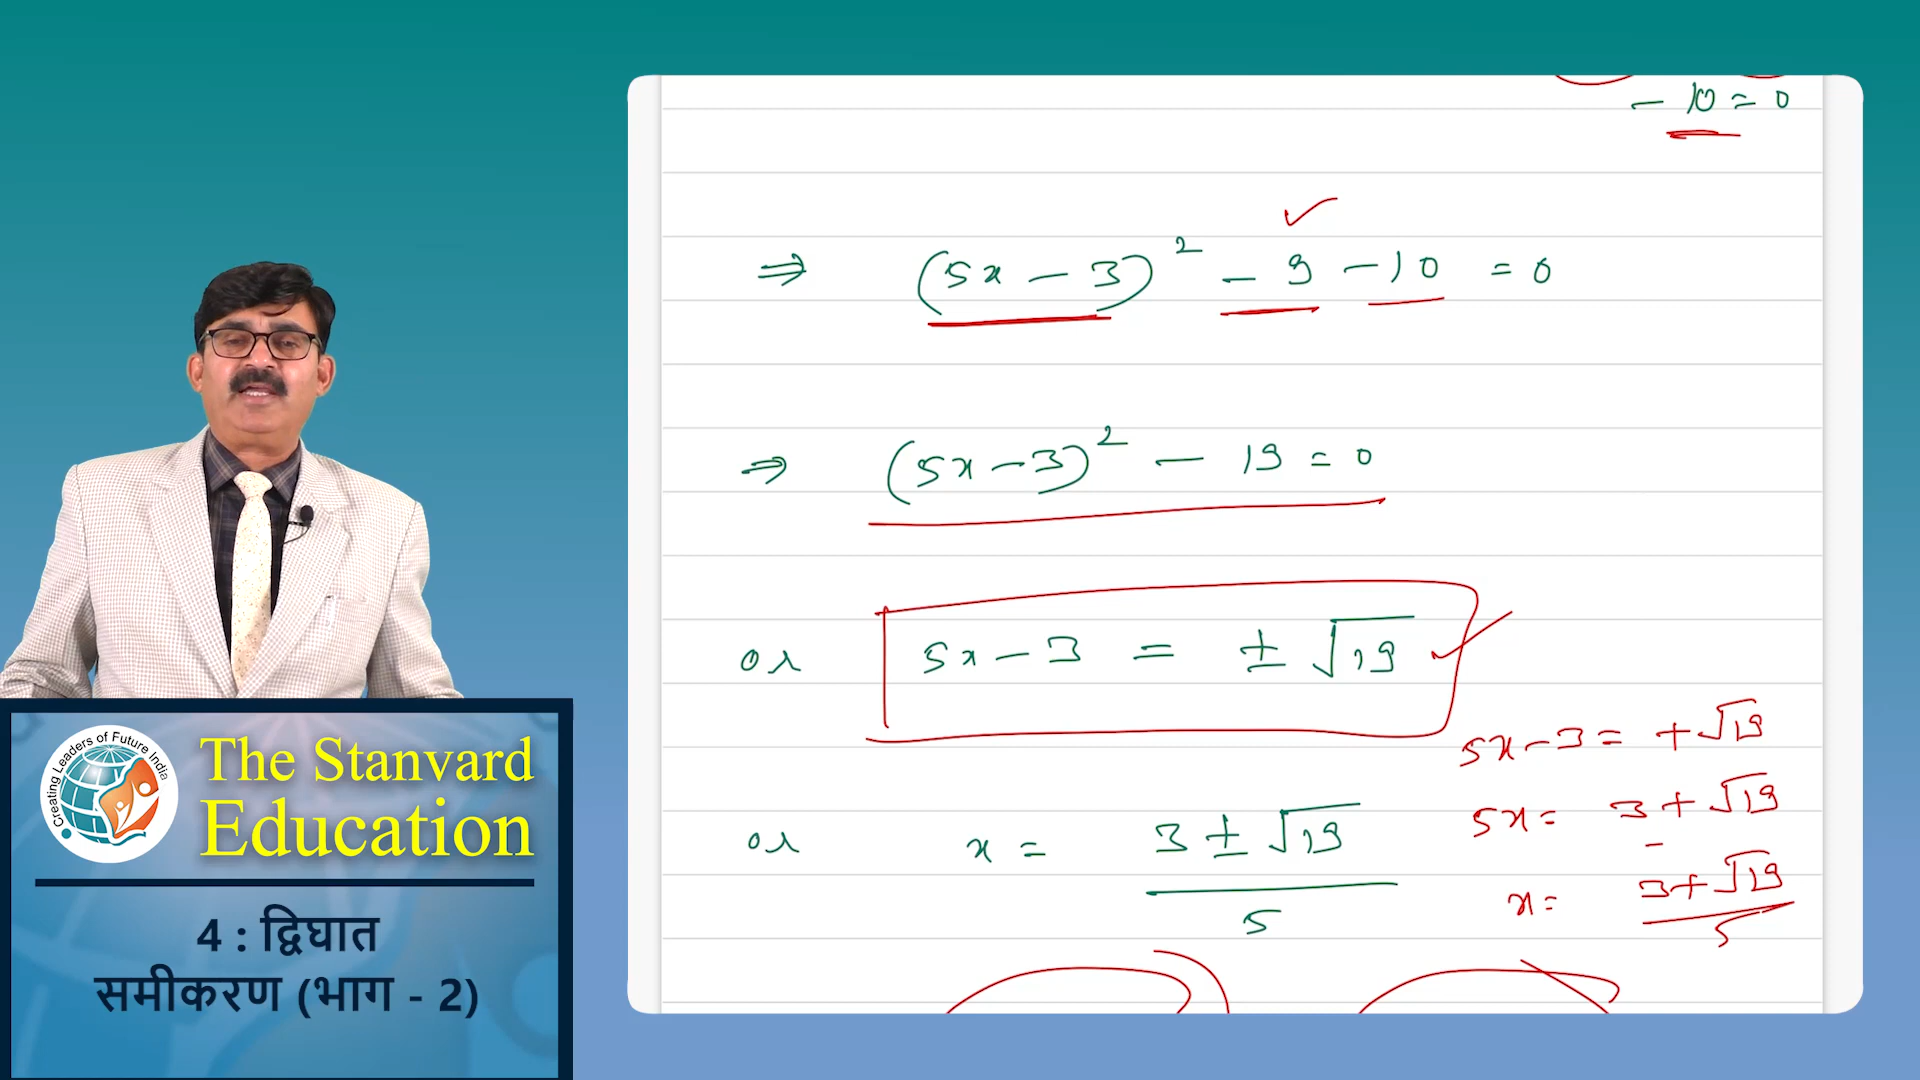 - 10 = 0
⇒ (5x - 3)² - 9 - 10 = 0
⇒ (5x - 3)² - 19 = 0
or 5x - 3 = ± √19
5x - 3 = + √19
5x = 3 + √19
or x = 3 ± √19 / 5
x = 3 + √19 / 5
Creating Leaders of Future India
The Stanvard
Education
4 : द्विघात
समीकरण (भाग - 2)